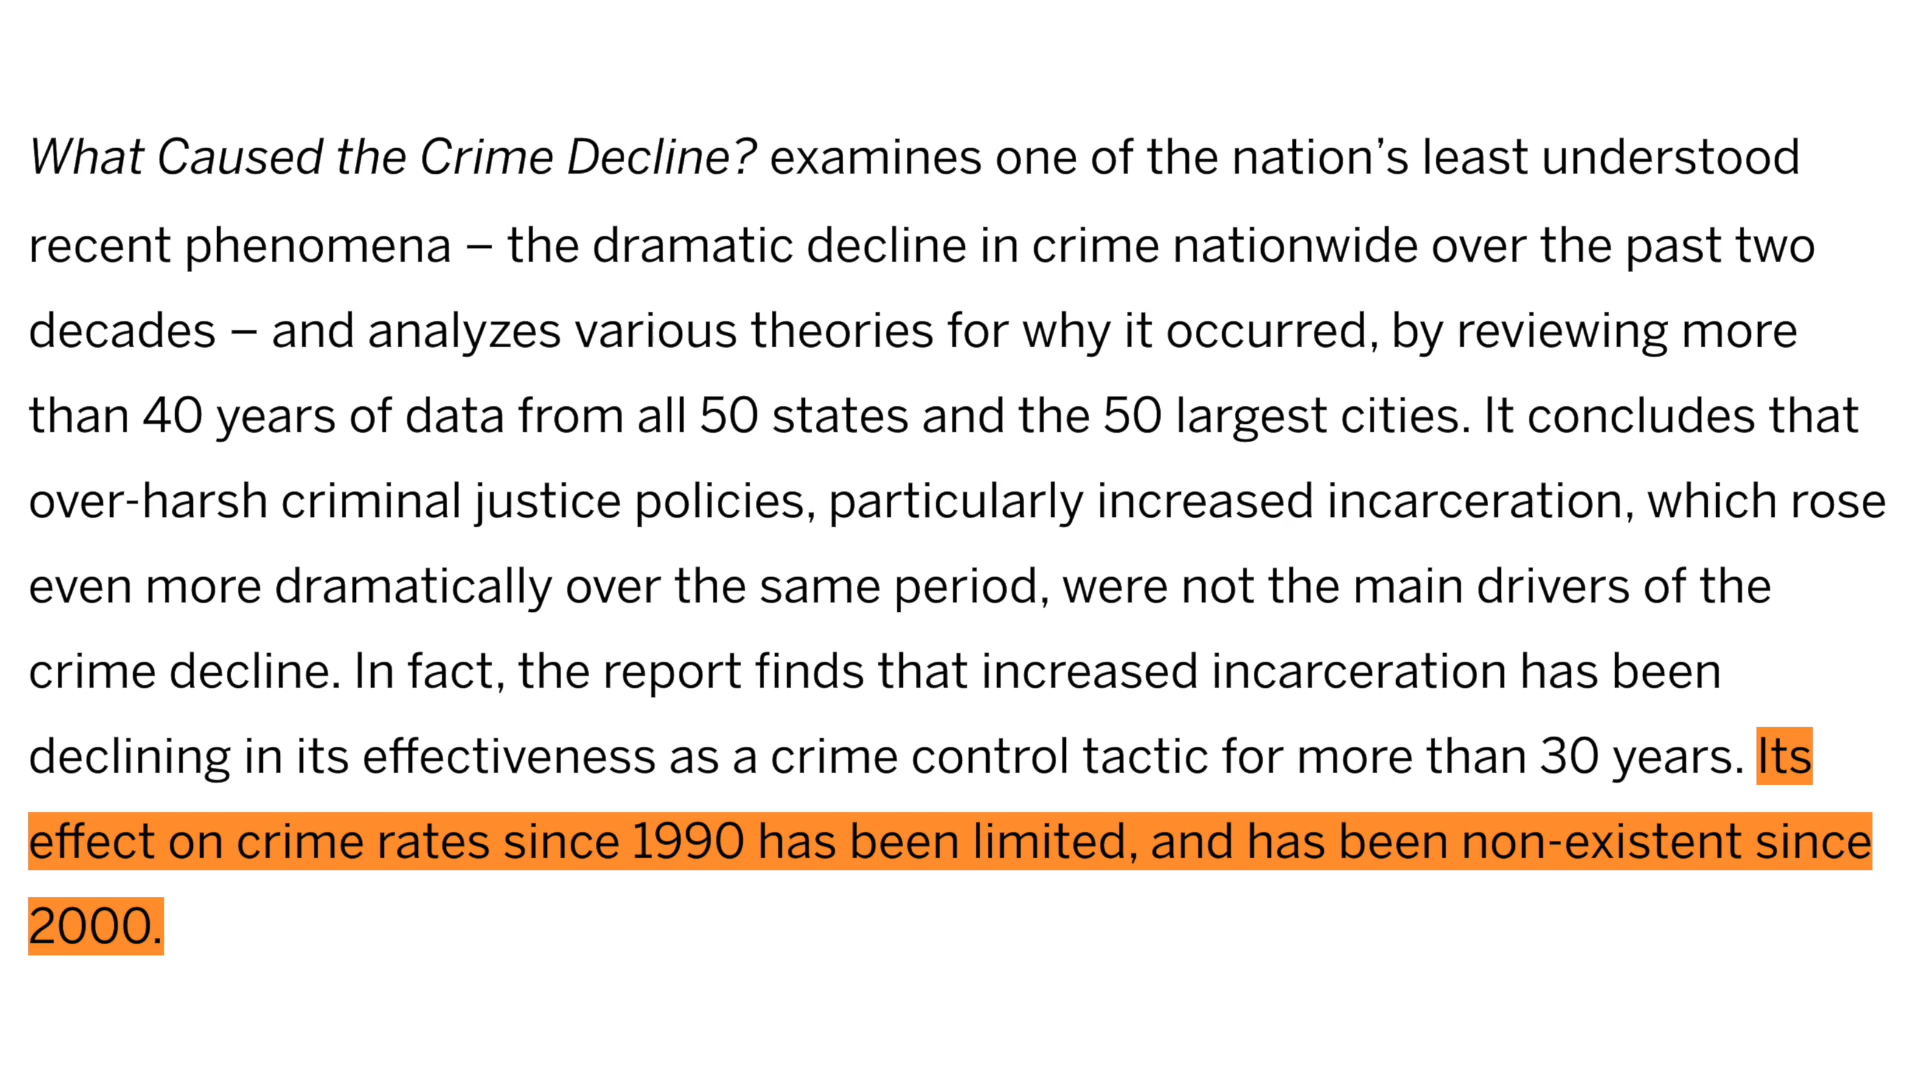 What Caused the Crime Decline? examines one of the nation’s least understood
recent phenomena – the dramatic decline in crime nationwide over the past two
decades – and analyzes various theories for why it occurred, by reviewing more
than 40 years of data from all 50 states and the 50 largest cities. It concludes that
over-harsh criminal justice policies, particularly increased incarceration, which rose
even more dramatically over the same period, were not the main drivers of the
crime decline. In fact, the report finds that increased incarceration has been
declining in its effectiveness as a crime control tactic for more than 30 years. Its
effect on crime rates since 1990 has been limited, and has been non-existent since
2000.